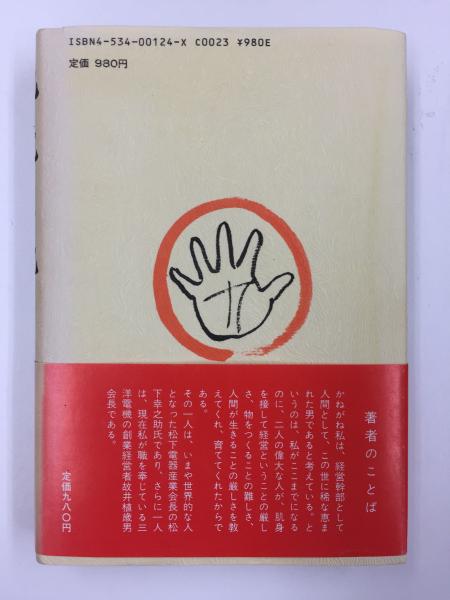 ISBN4-534-00124-X C0023 ¥980E
定価 980円
著者のことば
かねがね私は、経営幹部として
人間として、この世に稀な恵ま
れた男であると考えている。と
いうのは、私がここまでになる
のに、二人の偉大な人が、肌身
を接して経営ということの厳し
さ、物をつくることの難しさ、
人間が生きることの厳しさを教
えてくれ、育ててくれたからで
ある。
その一人は、いまや世界的な人
となった松下電器産業会長の松
下幸之助氏であり、さらに一人
は、現在私が職を奉じている三
洋電機の創業経営者故井植歳男
会長である。
定価九八〇円